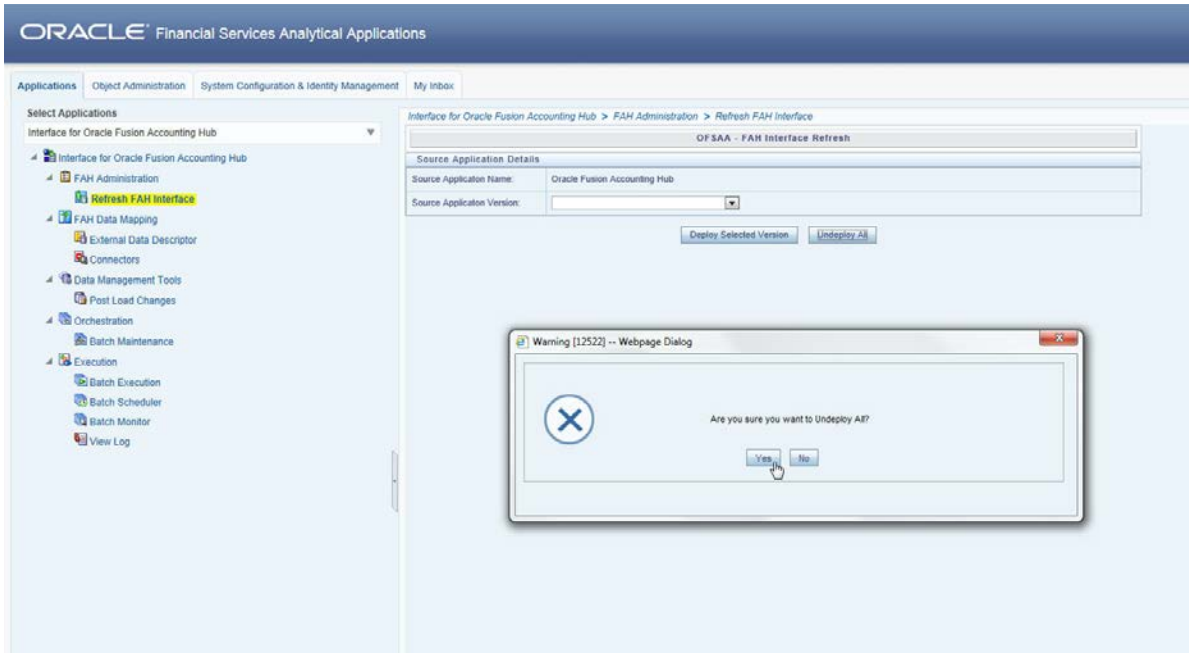 ORACLE® Financial Services Analytical Applications
Applications Object Administration System Configuration & Identity Management My Inbox
Select Applications
Interface for Oracle Fusion Accounting Hub
Interface for Oracle Fusion Accounting Hub
FAH Administration
Refresh FAH Interface
FAH Data Mapping
External Data Descriptor
Connectors
Data Management Tools
Post Load Changes
Orchestration
Batch Maintenance
Execution
Batch Execution
Batch Scheduler
Batch Monitor
View Log
Interface for Oracle Fusion Accounting Hub > FAH Administration > Refresh FAH Interface
OFSAA - FAH Interface Refresh
Source Application Details
Source Applicaton Name: Oracle Fusion Accounting Hub
Source Applicaton Version:
Deploy Selected Version Undeploy All
Warning [12522] -- Webpage Dialog
Are you sure you want to Undeploy All?
Yes No